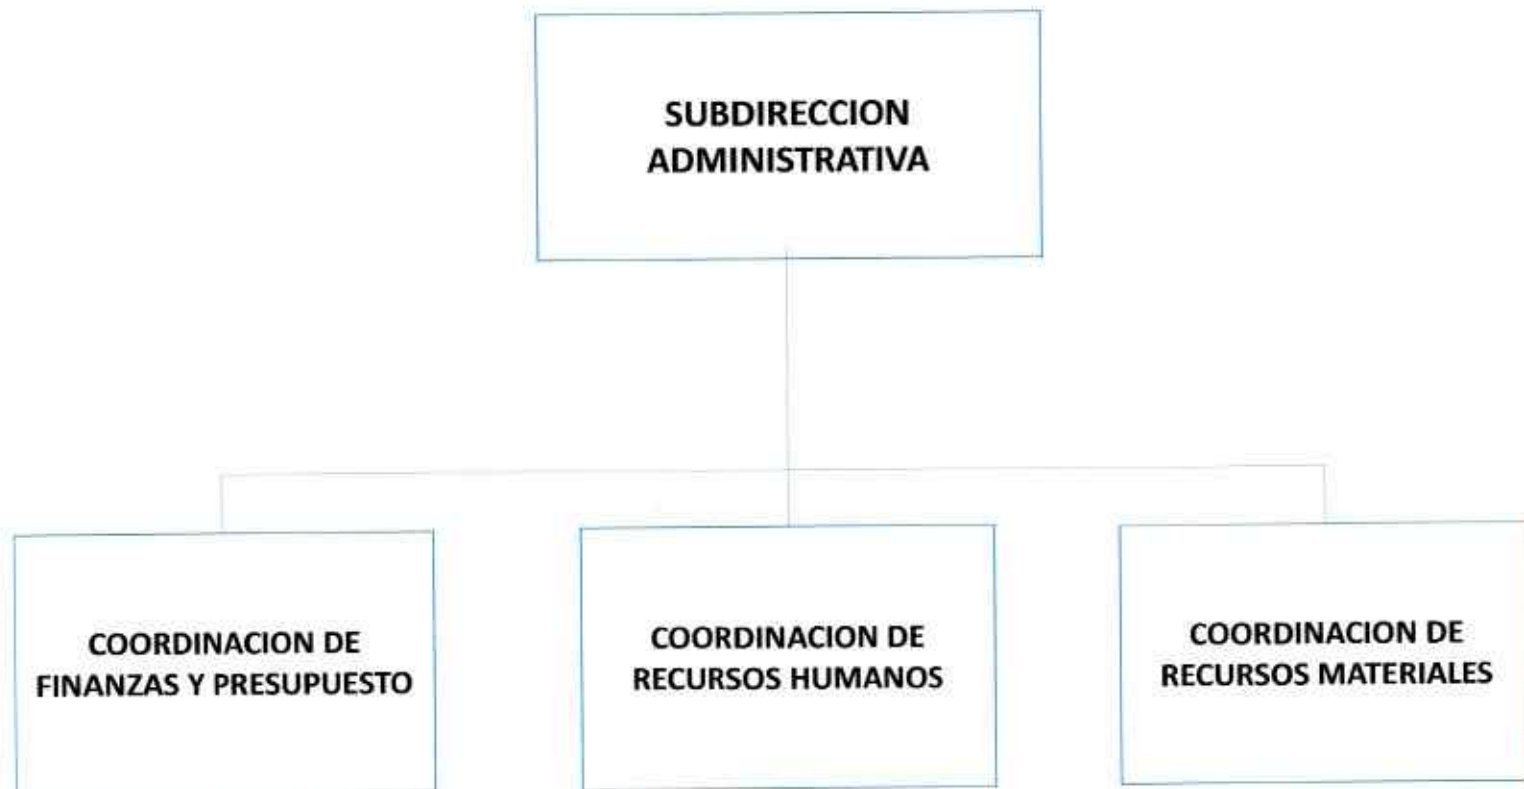 SUBDIRECCION
ADMINISTRATIVA
COORDINACION DE
FINANZAS Y PRESUPUESTO
COORDINACION DE
RECURSOS HUMANOS
COORDINACION DE
RECURSOS MATERIALES